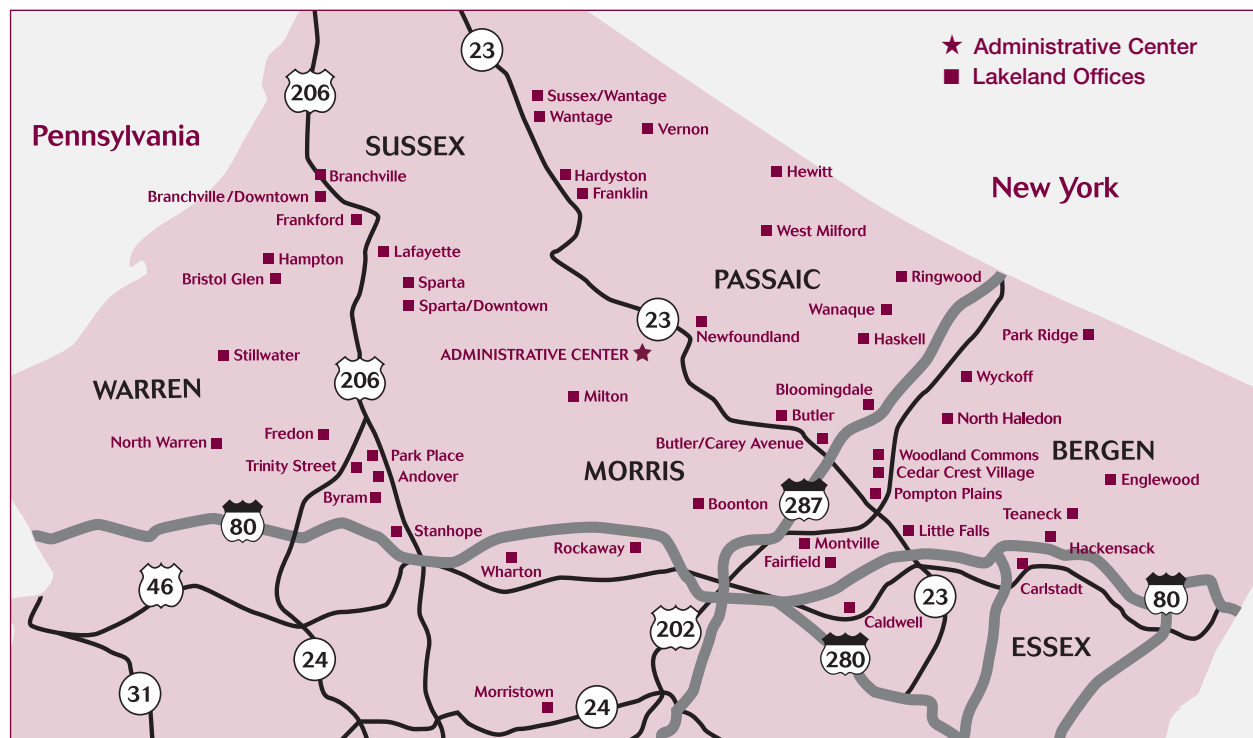 23
★ Administrative Center
■ Lakeland Offices
206
Sussex/Wantage
Wantage
Vernon
Pennsylvania
SUSSEX
Branchville
Hardyston
Hewitt
Branchville/Downtown
Franklin
New York
Frankford
West Milford
Lafayette
Hampton
Bristol Glen
Sparta
PASSAIC
Ringwood
Sparta/Downtown
Wanaque
23
Newfoundland
Haskell
Park Ridge
ADMINISTRATIVE CENTER
Stillwater
206
Wyckoff
WARREN
Milton
Bloomingdale
Butler
North Haledon
North Warren
Fredon
Butler/Carey Avenue
BERGEN
Park Place
Woodland Commons
Trinity Street
MORRIS
Cedar Crest Village
Andover
Englewood
Byram
Pompton Plains
Boonton
287
Teaneck
80
Stanhope
Little Falls
Rockaway
Montville
Hackensack
Wharton
Fairfield
46
Carlstadt
23
80
Caldwell
202
ESSEX
24
280
31
Morristown
24